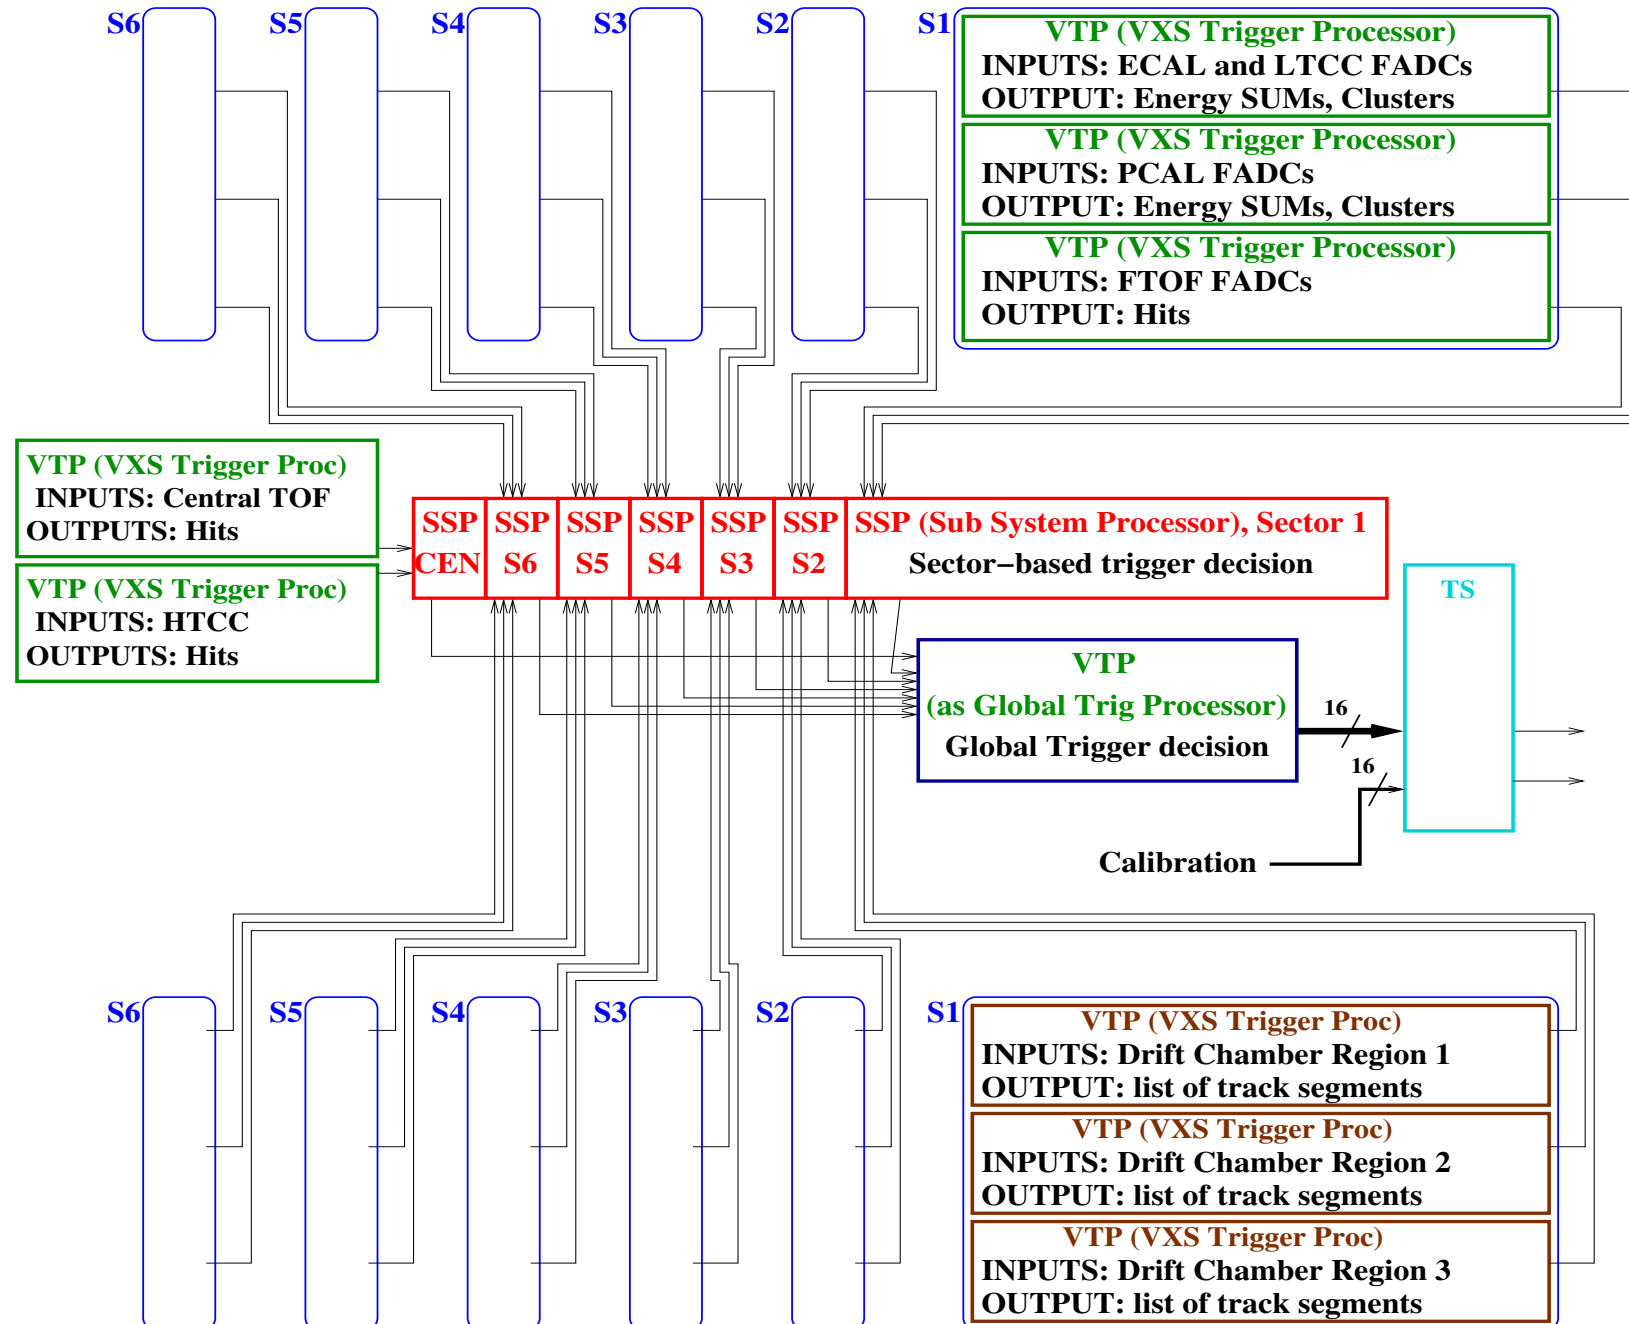 S6
S5
S4
S3
S2
S1
VTP (VXS Trigger Processor)
INPUTS: ECAL and LTCC FADCs
OUTPUT: Energy SUMs, Clusters
VTP (VXS Trigger Processor)
INPUTS: PCAL FADCs
OUTPUT: Energy SUMs, Clusters
VTP (VXS Trigger Processor)
INPUTS: FTOF FADCs
OUTPUT: Hits
VTP (VXS Trigger Proc)
INPUTS: Central TOF
OUTPUTS: Hits
VTP (VXS Trigger Proc)
INPUTS: HTCC
OUTPUTS: Hits
SSP
CEN
SSP
S6
SSP
S5
SSP
S4
SSP
S3
SSP
S2
SSP (Sub System Processor), Sector 1
Sector−based trigger decision
VTP
(as Global Trig Processor)
Global Trigger decision
16
16
TS
Calibration
S6
S5
S4
S3
S2
S1
VTP (VXS Trigger Proc)
INPUTS: Drift Chamber Region 1
OUTPUT: list of track segments
VTP (VXS Trigger Proc)
INPUTS: Drift Chamber Region 2
OUTPUT: list of track segments
VTP (VXS Trigger Proc)
INPUTS: Drift Chamber Region 3
OUTPUT: list of track segments